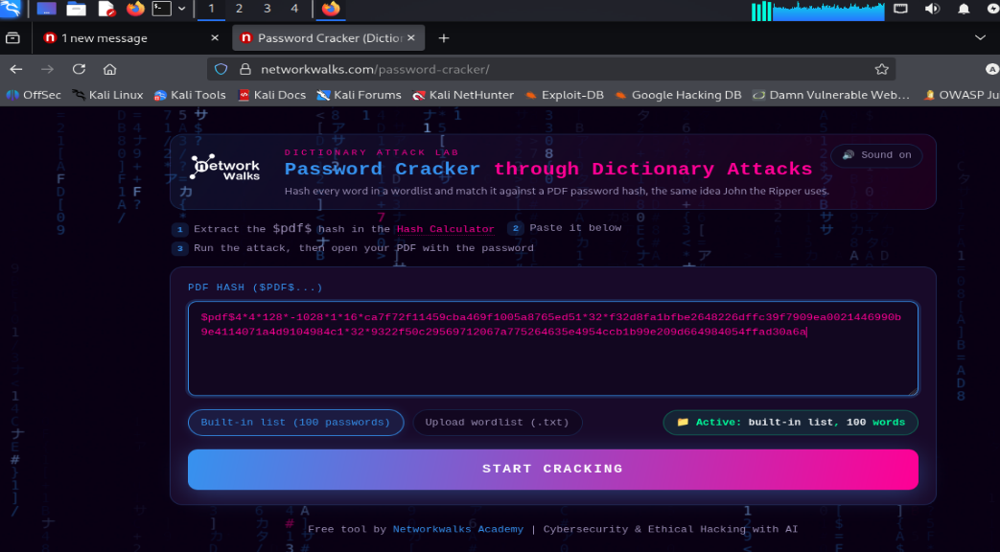 1 2 3 4
1 new message × Password Cracker (Diction × +
networkwalks.com/password-cracker/
OffSec Kali Linux Kali Tools Kali Docs Kali Forums Kali NetHunter Exploit-DB Google Hacking DB Damn Vulnerable Web… OWASP Ju
network
Walks
DICTIONARY ATTACK LAB
Sound on
Password Cracker through Dictionary Attacks
Hash every word in a wordlist and match it against a PDF password hash, the same idea John the Ripper uses.
1 Extract the $pdf$ hash in the Hash Calculator 2 Paste it below
3 Run the attack, then open your PDF with the password
PDF HASH ($PDF$...)
$pdf$4*4*128*-1028*1*16*ca7f72f11459cba469f1005a8765ed51*32*f32d8fa1bfbe2648226dffc39f7909ea0021446990b
9e4114071a4d9104984c1*32*9322f50c29569712067a775264635e4954ccb1b99e209d664984054ffad30a6a
Built-in list (100 passwords) Upload wordlist (.txt) Active: built-in list, 100 words
START CRACKING
Free tool by Networkwalks Academy | Cybersecurity & Ethical Hacking with AI